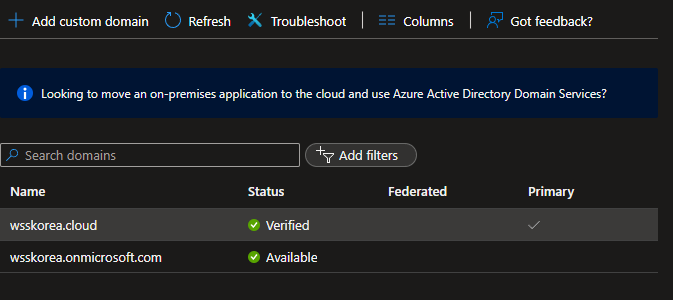 Add custom domain Refresh Troubleshoot Columns Got feedback?
Looking to move an on-premises application to the cloud and use Azure Active Directory Domain Services?
Search domains Add filters
Name Status Federated Primary
wsskorea.cloud Verified
wsskorea.onmicrosoft.com Available